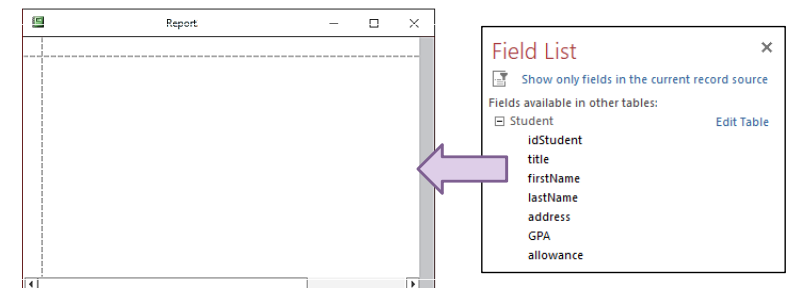 Report
Field List
Show only fields in the current record source
Fields available in other tables:
Student Edit Table
idStudent
title
firstName
lastName
address
GPA
allowance